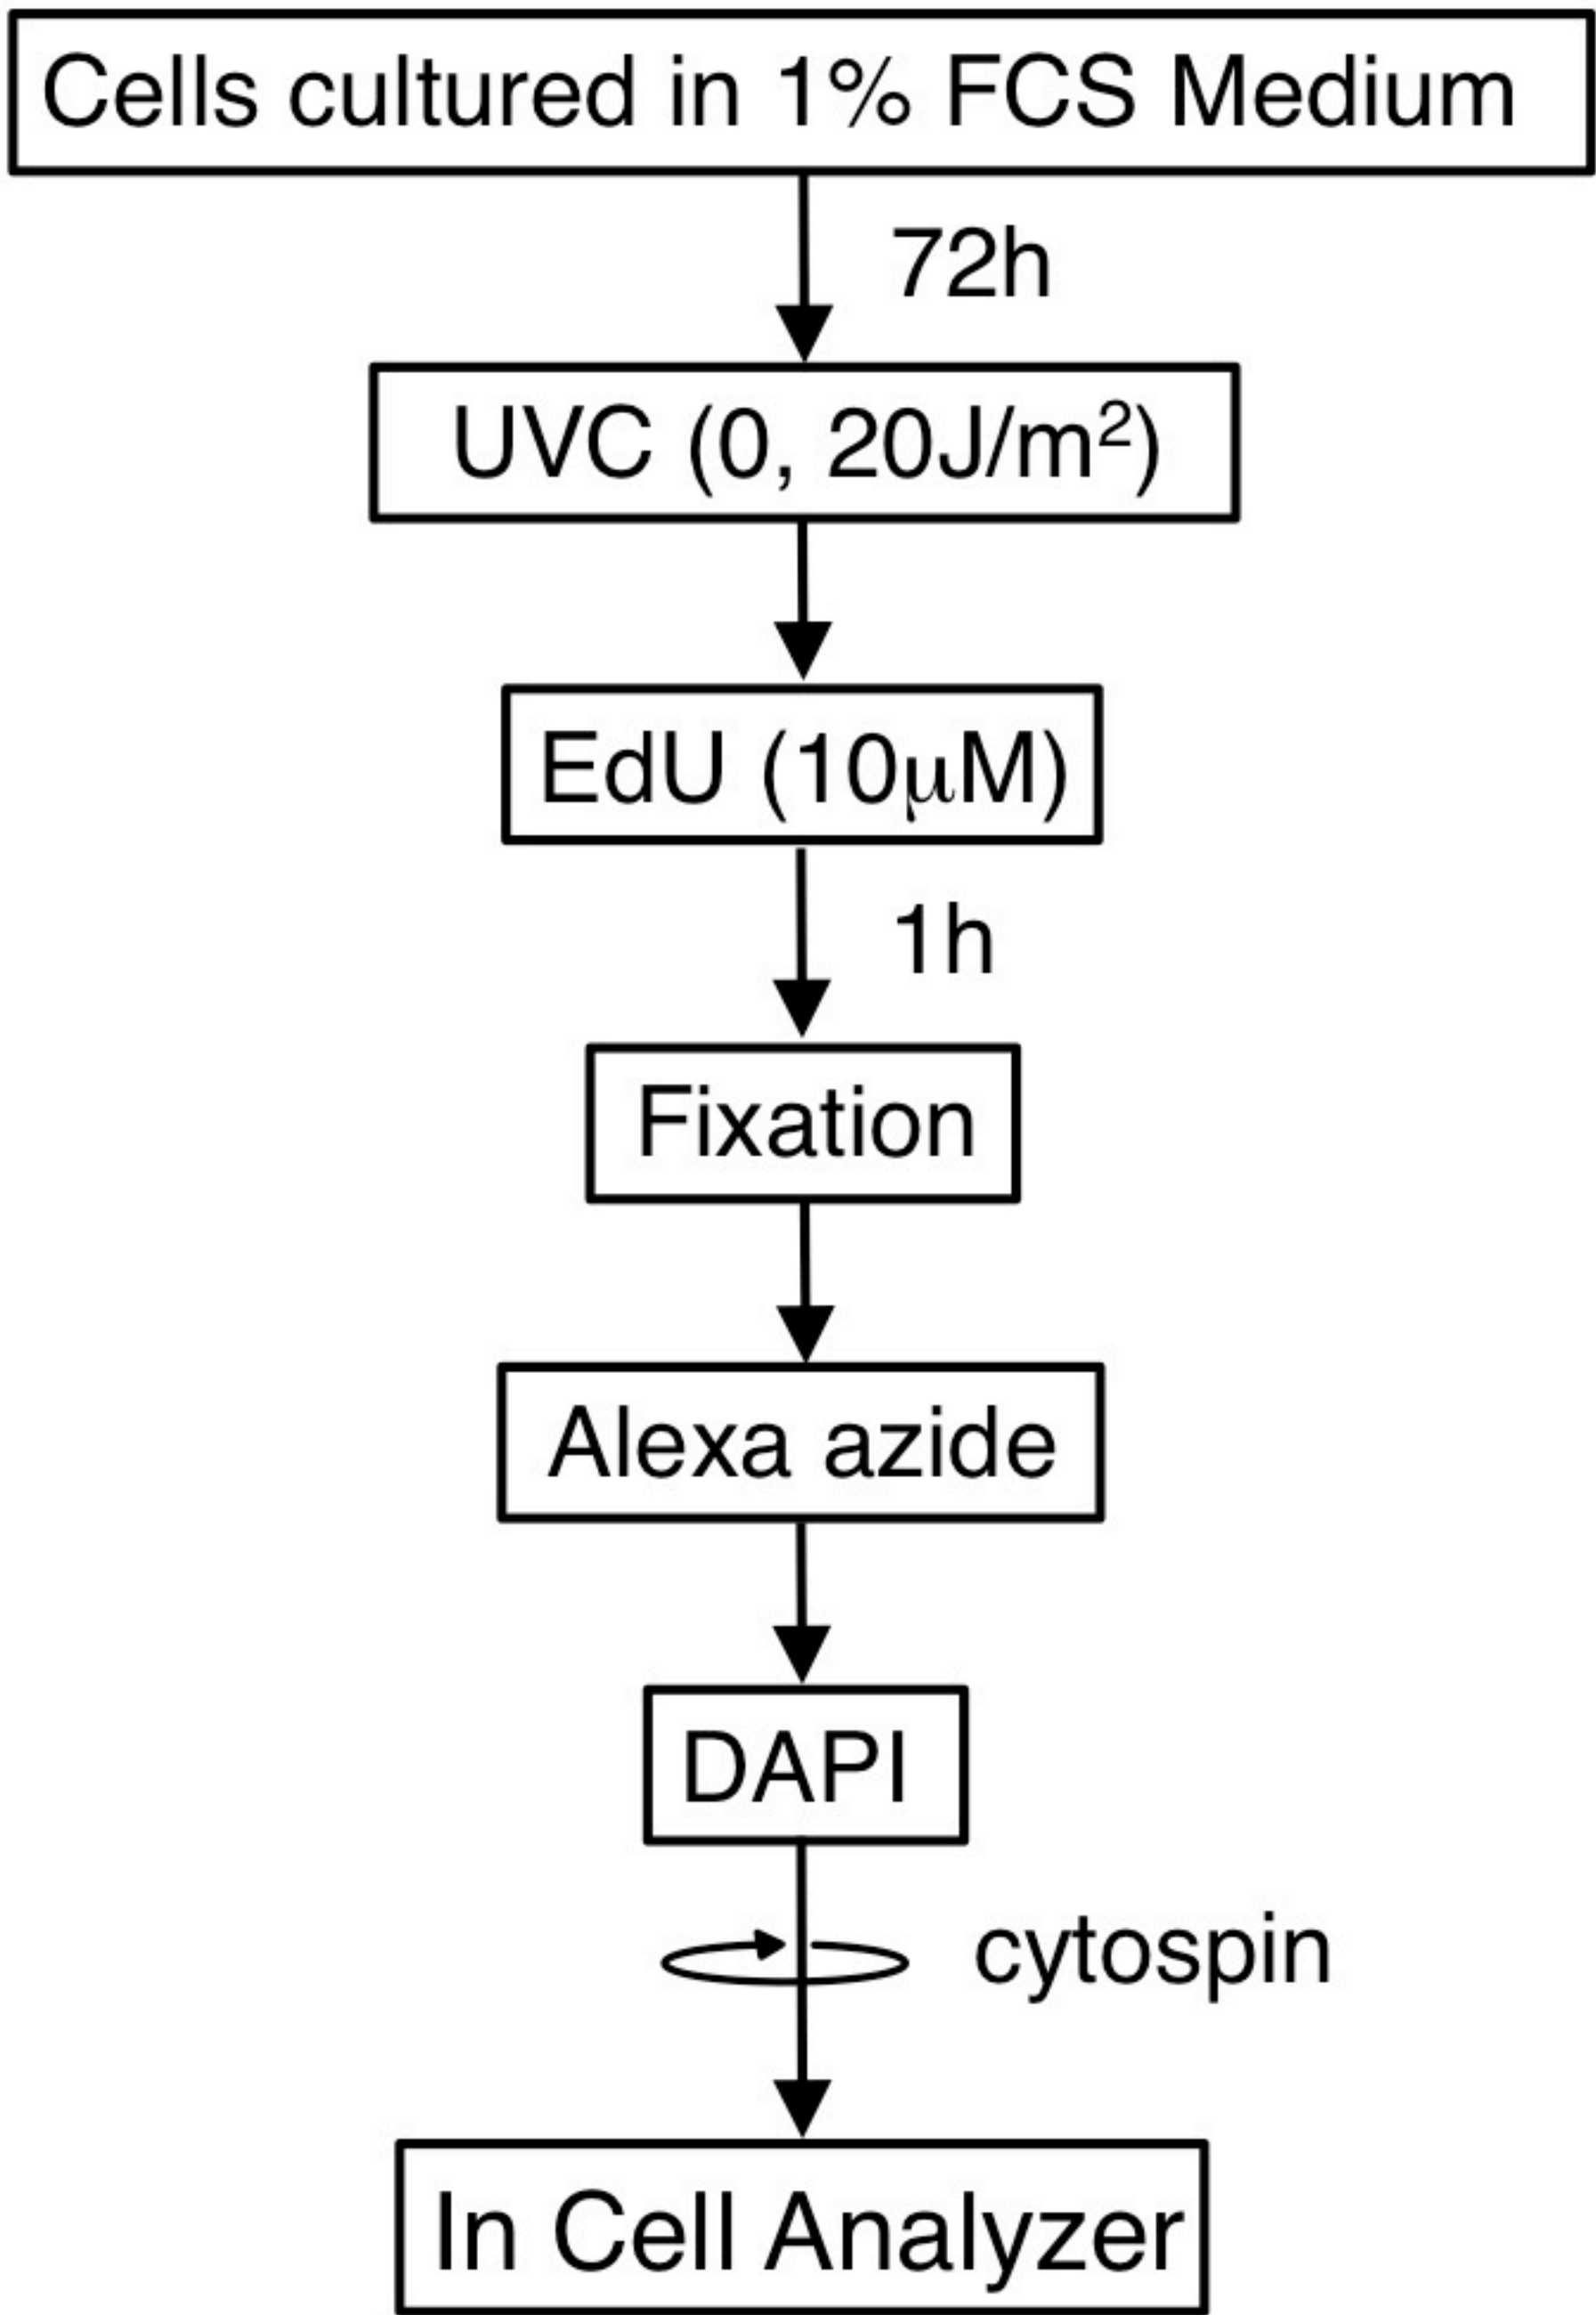 Cells cultured in 1% FCS Medium
72h
UVC (0, 20J/m²)
EdU (10μM)
1h
Fixation
Alexa azide
DAPI
cytospin
In Cell Analyzer